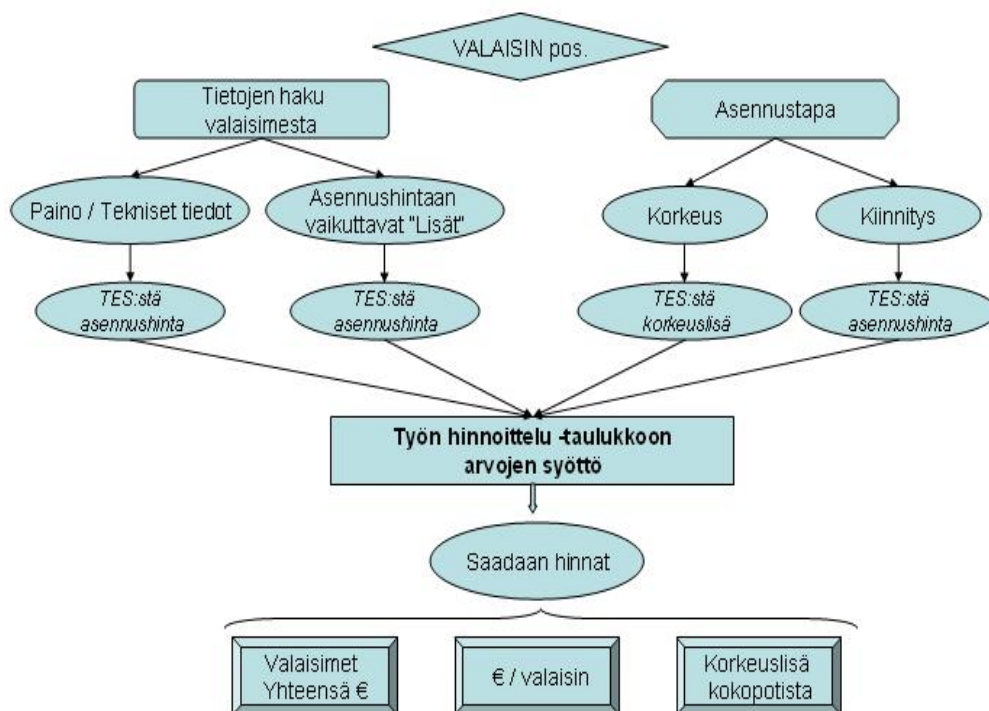 VALAISIN pos.
Tietojen haku
valaisimesta
Asennustapa
Paino / Tekniset tiedot
Asennushintaan
vaikuttavat "Lisät"
Korkeus
Kiinnitys
TES:stä
asennushinta
TES:stä
asennushinta
TES:stä
korkeuslisä
TES:stä
asennushinta
Työn hinnoittelu -taulukkoon
arvojen syöttö
Saadaan hinnat
Valaisimet
Yhteensä €
€ / valaisin
Korkeuslisä
kokopotista